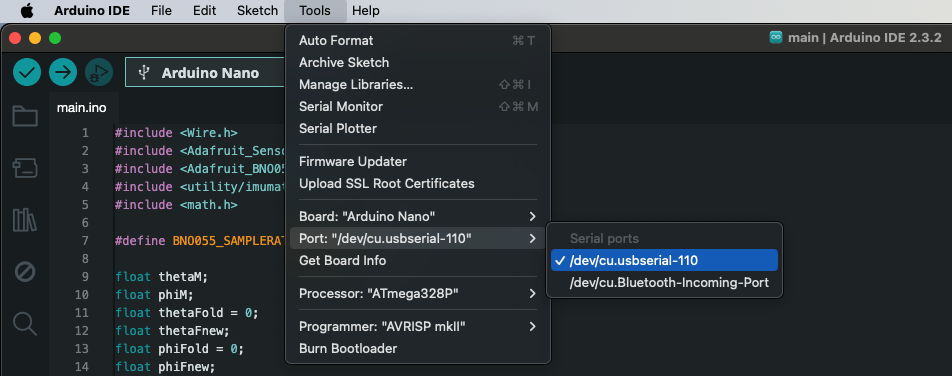 Arduino IDE File Edit Sketch Tools Help
main | Arduino IDE 2.3.2
Arduino Nano
main.ino
1 #include <Wire.h>
2 #include <Adafruit_Senso
3 #include <Adafruit_BNO05
4 #include <utility/imumat
5 #include <math.h>
6
7 #define BNO055_SAMPLERAT
8
9 float thetaM;
10 float phiM;
11 float thetaFold = 0;
12 float thetaFnew;
13 float phiFold = 0;
14 float phiFnew;
Auto Format ⌘ T
Archive Sketch
Manage Libraries... ⇧ ⌘ I
Serial Monitor ⇧ ⌘ M
Serial Plotter
Firmware Updater
Upload SSL Root Certificates
Board: "Arduino Nano"
Port: "/dev/cu.usbserial-110"
Get Board Info
Processor: "ATmega328P"
Programmer: "AVRISP mkII"
Burn Bootloader
Serial ports
✓ /dev/cu.usbserial-110
/dev/cu.Bluetooth-Incoming-Port